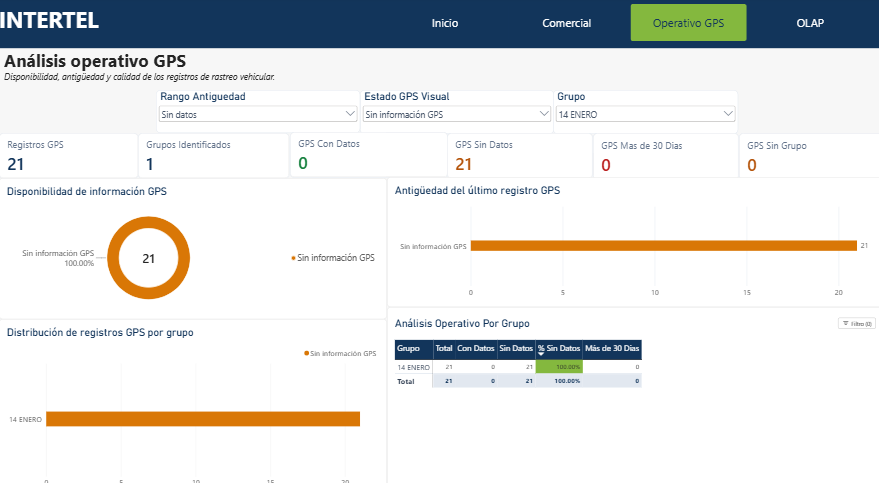 INTERTEL
Inicio
Comercial
Operativo GPS
OLAP
Análisis operativo GPS
Disponibilidad, antigüedad y calidad de los registros de rastreo vehicular.
Rango Antiguedad
Estado GPS Visual
Grupo
Sin datos
Sin información GPS
14 ENERO
Registros GPS
21
Grupos Identificados
1
GPS Con Datos
0
GPS Sin Datos
21
GPS Mas de 30 Dias
0
GPS Sin Grupo
0
Disponibilidad de información GPS
Sin información GPS
100.00%
21
Sin información GPS
Antigüedad del último registro GPS
Sin información GPS
21
0 5 10 15 20
Distribución de registros GPS por grupo
Sin información GPS
14 ENERO
0 5 10 15 20
Análisis Operativo Por Grupo
Filtro (0)
Grupo Total Con Datos Sin Datos % Sin Datos Más de 30 Dias
14 ENERO 21 0 21 100.00% 0
Total 21 0 21 100.00% 0